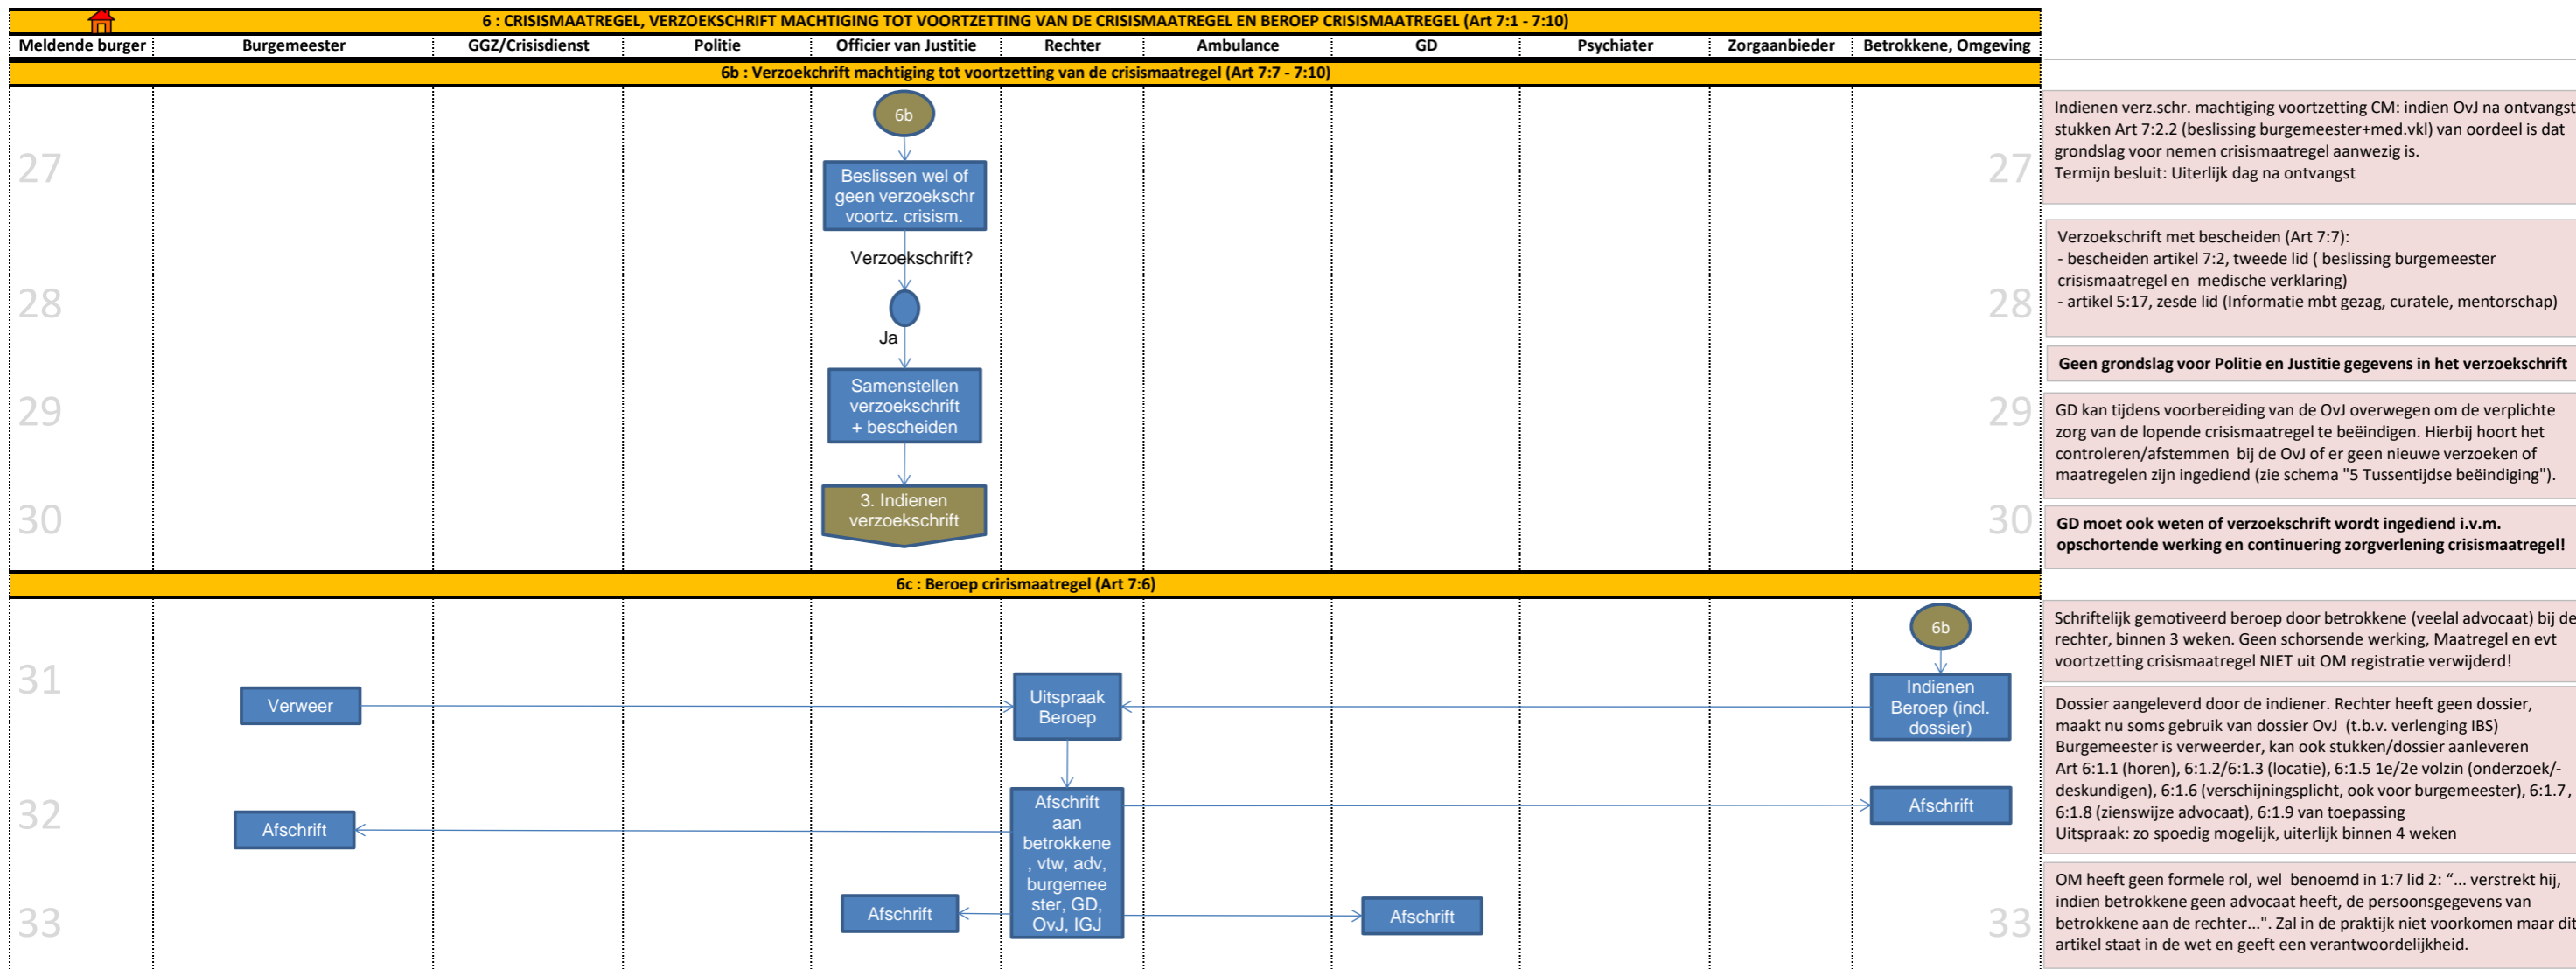 6 : CRISISMAATREGEL, VERZOEKSCHRIFT MACHTIGING TOT VOORTZETTING VAN DE CRISISMAATREGEL EN BEROEP CRISISMAATREGEL (Art 7:1 - 7:10)
Meldende burger Burgemeester GGZ/Crisisdienst Politie Officier van Justitie Rechter Ambulance GD Psychiater Zorgaanbieder Betrokkene, Omgeving
6b : Verzoekchrift machtiging tot voortzetting van de crisismaatregel (Art 7:7 - 7:10)
6b
27
Beslissen wel of
geen verzoekschr
voortz. crisism.
27
Verzoekschrift?
28
28
Ja
29
Samenstellen
verzoekschrift
+ bescheiden
29
30
3. Indienen
verzoekschrift
30
Indienen verz.schr. machtiging voortzetting CM: indien OvJ na ontvangst
stukken Art 7:2.2 (beslissing burgemeester+med.vkl) van oordeel is dat
grondslag voor nemen crisismaatregel aanwezig is.
Termijn besluit: Uiterlijk dag na ontvangst
Verzoekschrift met bescheiden (Art 7:7):
- bescheiden artikel 7:2, tweede lid ( beslissing burgemeester
crisismaatregel en medische verklaring)
- artikel 5:17, zesde lid (Informatie mbt gezag, curatele, mentorschap)
Geen grondslag voor Politie en Justitie gegevens in het verzoekschrift
GD kan tijdens voorbereiding van de OvJ overwegen om de verplichte
zorg van de lopende crisismaatregel te beëindigen. Hierbij hoort het
controleren/afstemmen bij de OvJ of er geen nieuwe verzoeken of
maatregelen zijn ingediend (zie schema "5 Tussentijdse beëindiging").
GD moet ook weten of verzoekschrift wordt ingediend i.v.m.
opschortende werking en continuering zorgverlening crisismaatregel!
6c : Beroep crirismaatregel (Art 7:6)
6b
31
Verweer
Uitspraak
Beroep
Indienen
Beroep (incl.
dossier)
32
Afschrift
Afschrift
aan
betrokkene
, vtw, adv,
burgemee
ster, GD,
OvJ, IGJ
Afschrift
33
Afschrift
Afschrift
33
Schriftelijk gemotiveerd beroep door betrokkene (veelal advocaat) bij de
rechter, binnen 3 weken. Geen schorsende werking, Maatregel en evt
voortzetting crisismaatregel NIET uit OM registratie verwijderd!
Dossier aangeleverd door de indiener. Rechter heeft geen dossier,
maakt nu soms gebruik van dossier OvJ (t.b.v. verlenging IBS)
Burgemeester is verweerder, kan ook stukken/dossier aanleveren
Art 6:1.1 (horen), 6:1.2/6:1.3 (locatie), 6:1.5 1e/2e volzin (onderzoek/-
deskundigen), 6:1.6 (verschijningsplicht, ook voor burgemeester), 6:1.7,
6:1.8 (zienswijze advocaat), 6:1.9 van toepassing
Uitspraak: zo spoedig mogelijk, uiterlijk binnen 4 weken
OM heeft geen formele rol, wel benoemd in 1:7 lid 2: “... verstrekt hij,
indien betrokkene geen advocaat heeft, de persoonsgegevens van
betrokkene aan de rechter...". Zal in de praktijk niet voorkomen maar dit
artikel staat in de wet en geeft een verantwoordelijkheid.